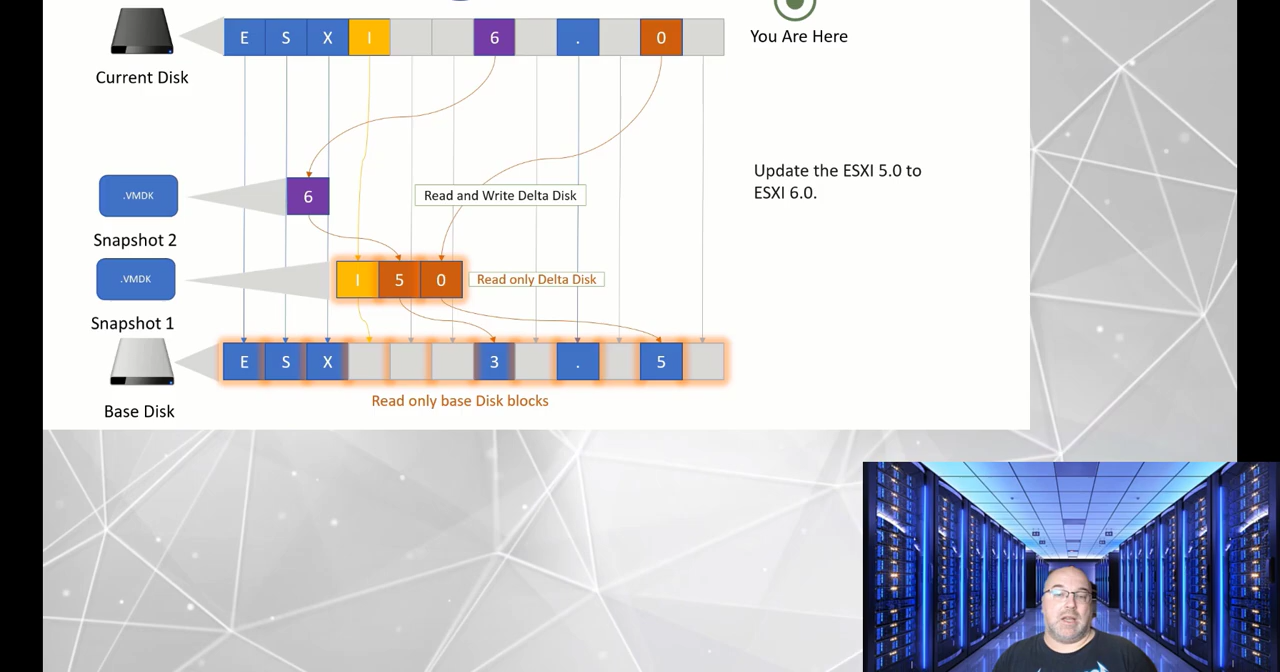 E S X I 6 . 0
You Are Here
Current Disk
Update the ESXI 5.0 to
ESXI 6.0.
.VMDK
6
Read and Write Delta Disk
Snapshot 2
.VMDK
I 5 0
Read only Delta Disk
Snapshot 1
E S X 3 . 5
Read only base Disk blocks
Base Disk